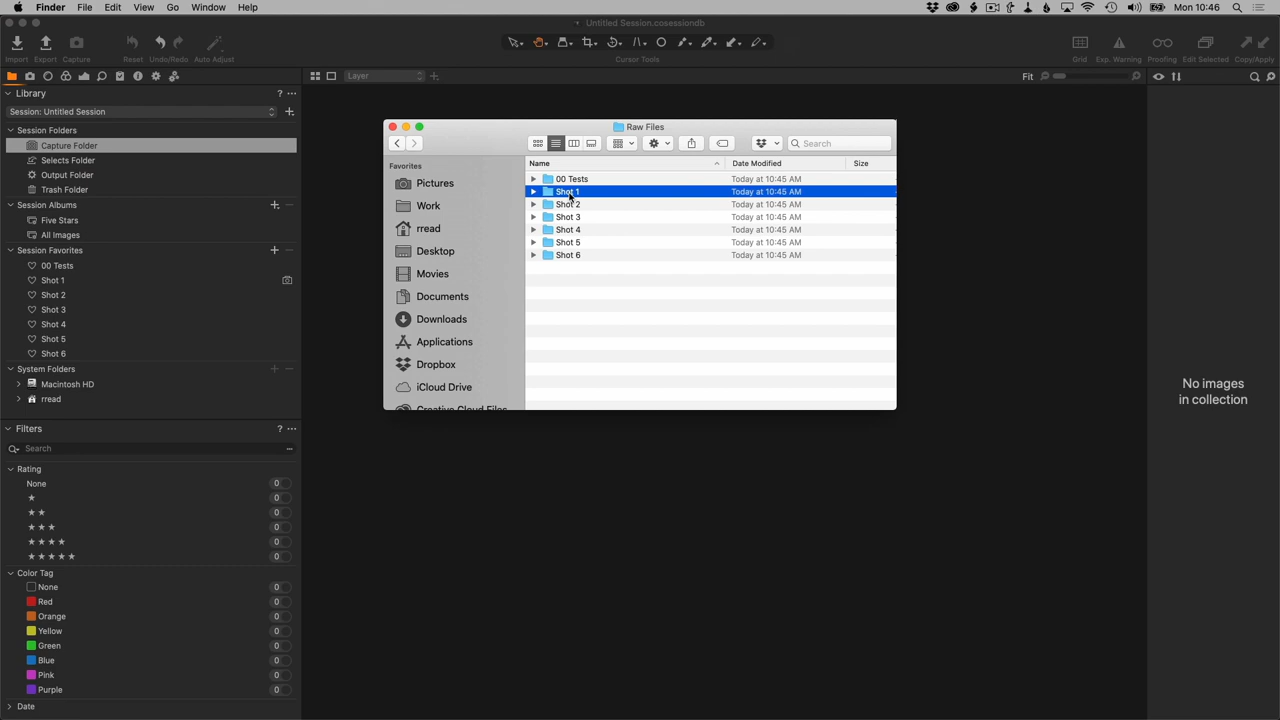 Finder File Edit View Go Window Help Mon 10:46
Untitled Session.cosessiondb
Import Export Capture Reset Undo/Redo Auto Adjust Cursor Tools Grid Exp. Warning Proofing Edit Selected Copy/Apply
Layer Fit
Library ? ...
Session: Untitled Session
Session Folders
Capture Folder
Selects Folder
Output Folder
Trash Folder
Session Albums
Five Stars
All Images
Session Favorites
00 Tests
Shot 1
Shot 2
Shot 3
Shot 4
Shot 5
Shot 6
System Folders
Macintosh HD
rread
Filters ? ...
Search
Rating
None 0
★ 0
★ ★ 0
★ ★ ★ 0
★ ★ ★ ★ 0
★ ★ ★ ★ ★ 0
Color Tag
None 0
Red 0
Orange 0
Yellow 0
Green 0
Blue 0
Pink 0
Purple 0
Date
Raw Files
Search
Favorites
Pictures
Work
rread
Desktop
Movies
Documents
Downloads
Applications
Dropbox
iCloud Drive
Creative Cloud Files
Name Date Modified Size
00 Tests Today at 10:45 AM
Shot 1 Today at 10:45 AM
Shot 2 Today at 10:45 AM
Shot 3 Today at 10:45 AM
Shot 4 Today at 10:45 AM
Shot 5 Today at 10:45 AM
Shot 6 Today at 10:45 AM
No images
in collection